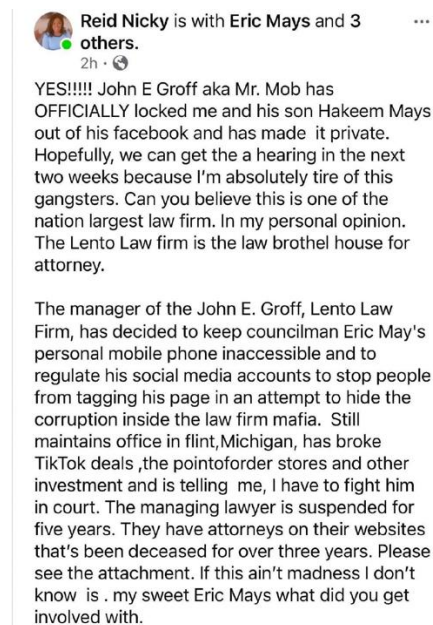 Reid Nicky is with Eric Mays and 3
others.
2h ·
YES!!!!! John E Groff aka Mr. Mob has
OFFICIALLY locked me and his son Hakeem Mays
out of his facebook and has made it private.
Hopefully, we can get the a hearing in the next
two weeks because I'm absolutely tire of this
gangsters. Can you believe this is one of the
nation largest law firm. In my personal opinion.
The Lento Law firm is the law brothel house for
attorney.
The manager of the John E. Groff, Lento Law
Firm, has decided to keep councilman Eric May's
personal mobile phone inaccessible and to
regulate his social media accounts to stop people
from tagging his page in an attempt to hide the
corruption inside the law firm mafia. Still
maintains office in flint,Michigan, has broke
TikTok deals ,the pointoforder stores and other
investment and is telling me, I have to fight him
in court. The managing lawyer is suspended for
five years. They have attorneys on their websites
that's been deceased for over three years. Please
see the attachment. If this ain't madness I don't
know is . my sweet Eric Mays what did you get
involved with.